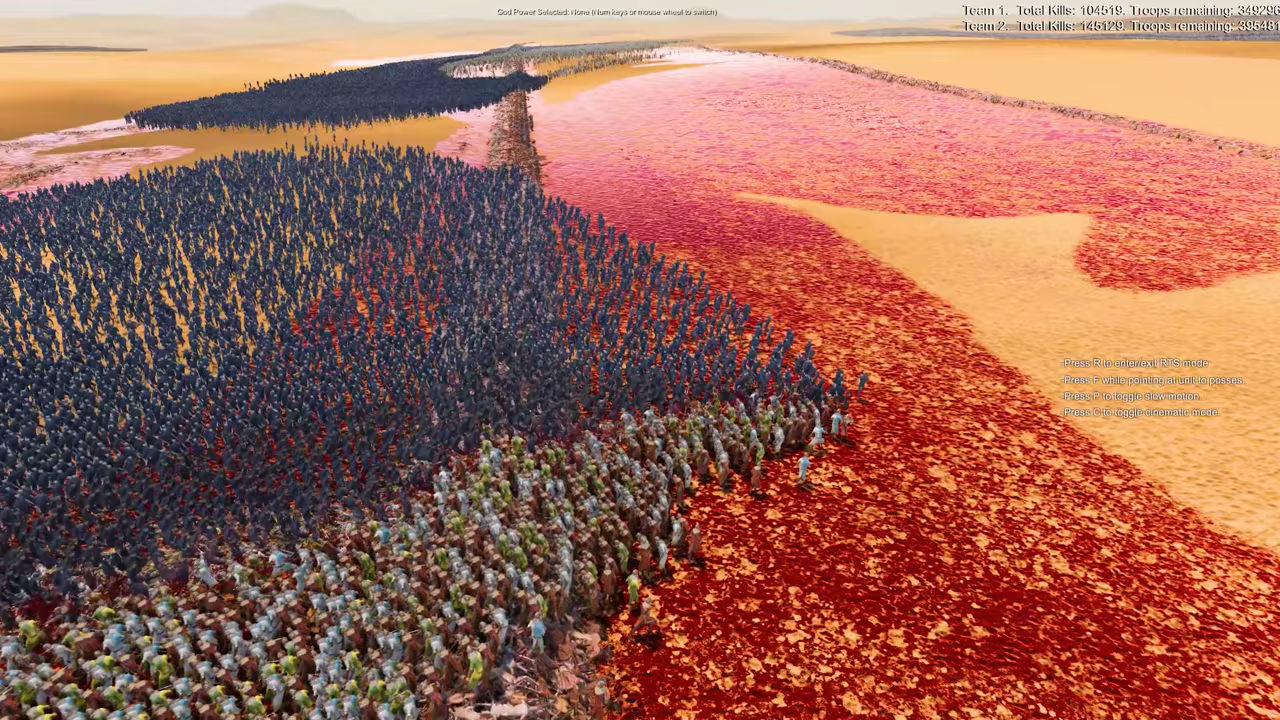 God Power Selected: None (Num keys or mouse wheel to switch)
Team 1. Total Kills: 104519. Troops remaining: 349296
Team 2. Total Kills: 145129. Troops remaining: 395481
Press R to enter/exit RTS mode
Press F while pointing at unit to posses.
Press P to toggle slow motion.
Press C to toggle cinematic mode.